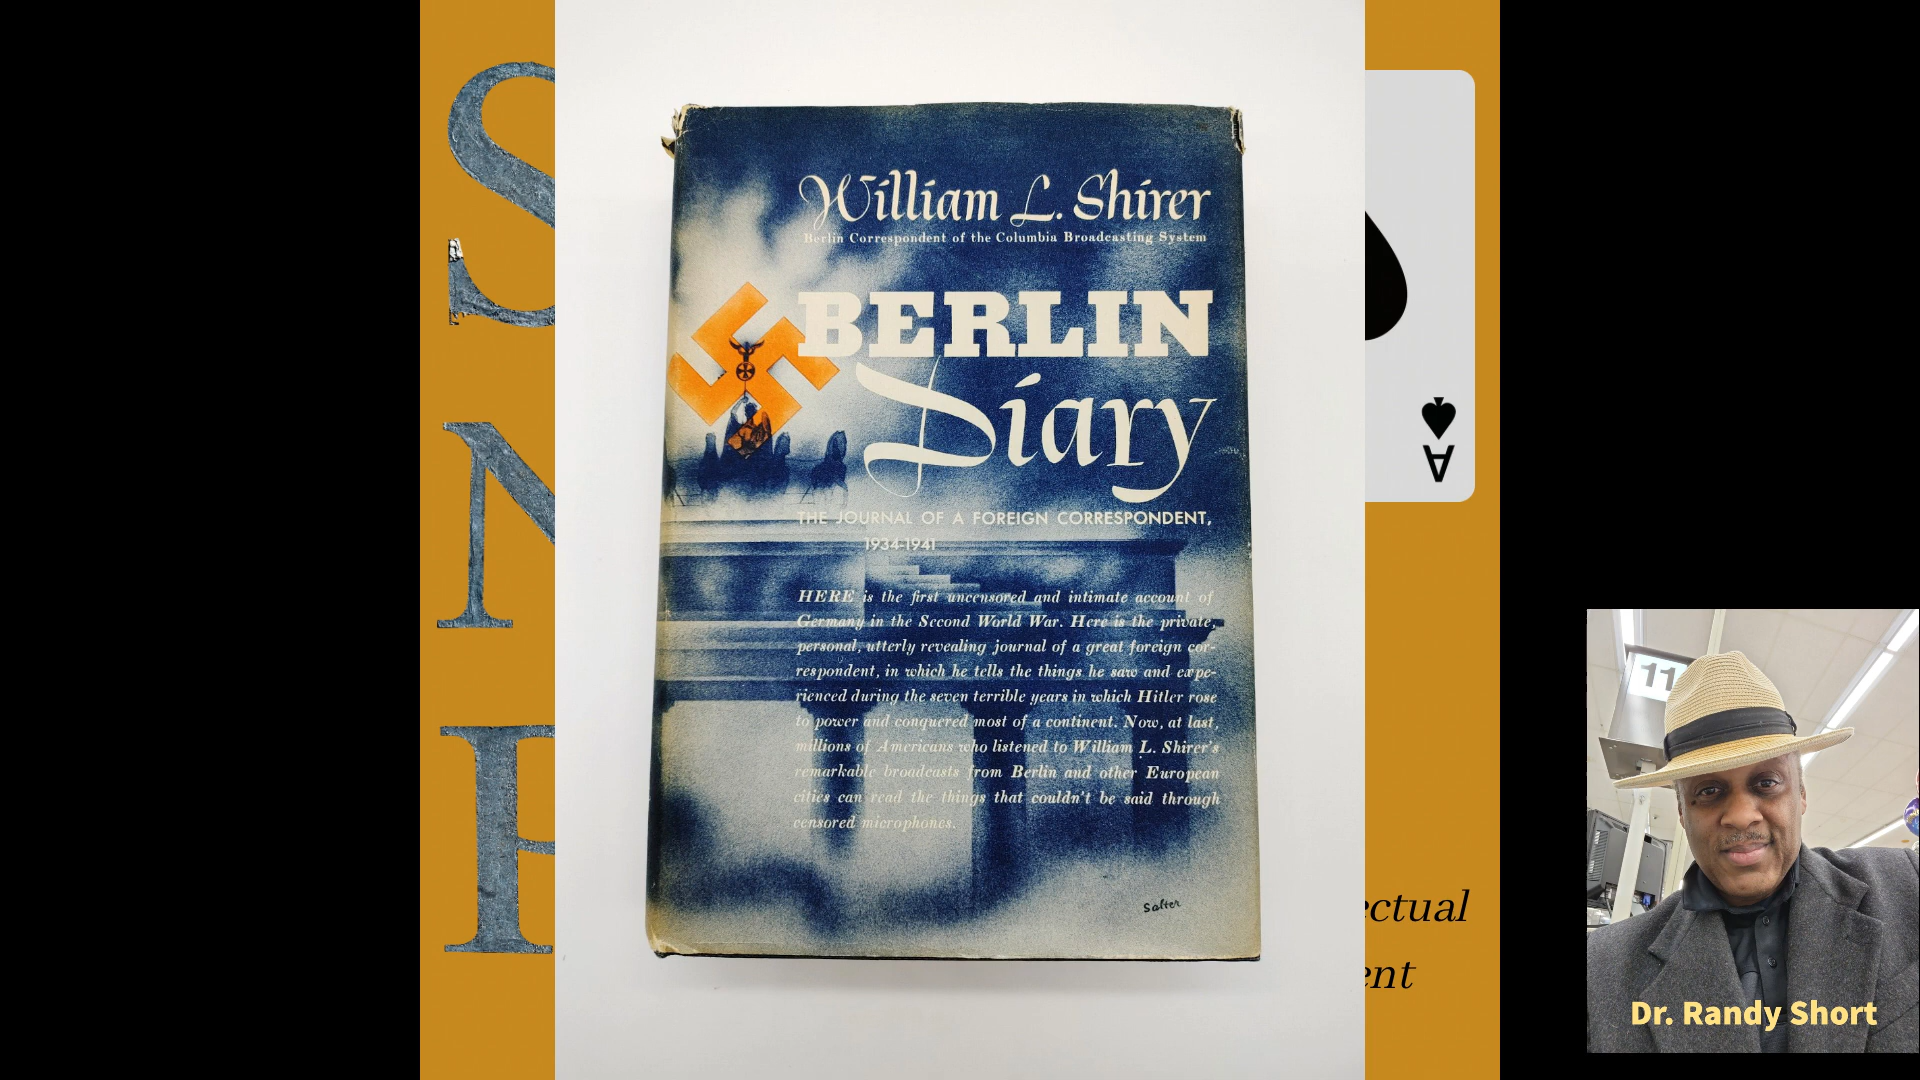 S
N
William L. Shirer
Berlin Correspondent of the Columbia Broadcasting System
BERLIN
Diary
THE JOURNAL OF A FOREIGN CORRESPONDENT,
1934-1941
HERE is the first uncensored and intimate account of
Germany in the Second World War. Here is the private,
personal, utterly revealing journal of a great foreign cor-
respondent, in which he tells the things he saw and expe-
rienced during the seven terrible years in which Hitler rose
to power and conquered most of a continent. Now, at last,
millions of Americans who listened to William L. Shirer's
remarkable broadcasts from Berlin and other European
cities can read the things that couldn't be said through
censored microphones.
Salter
A
ectual
ent
11
Dr. Randy Short